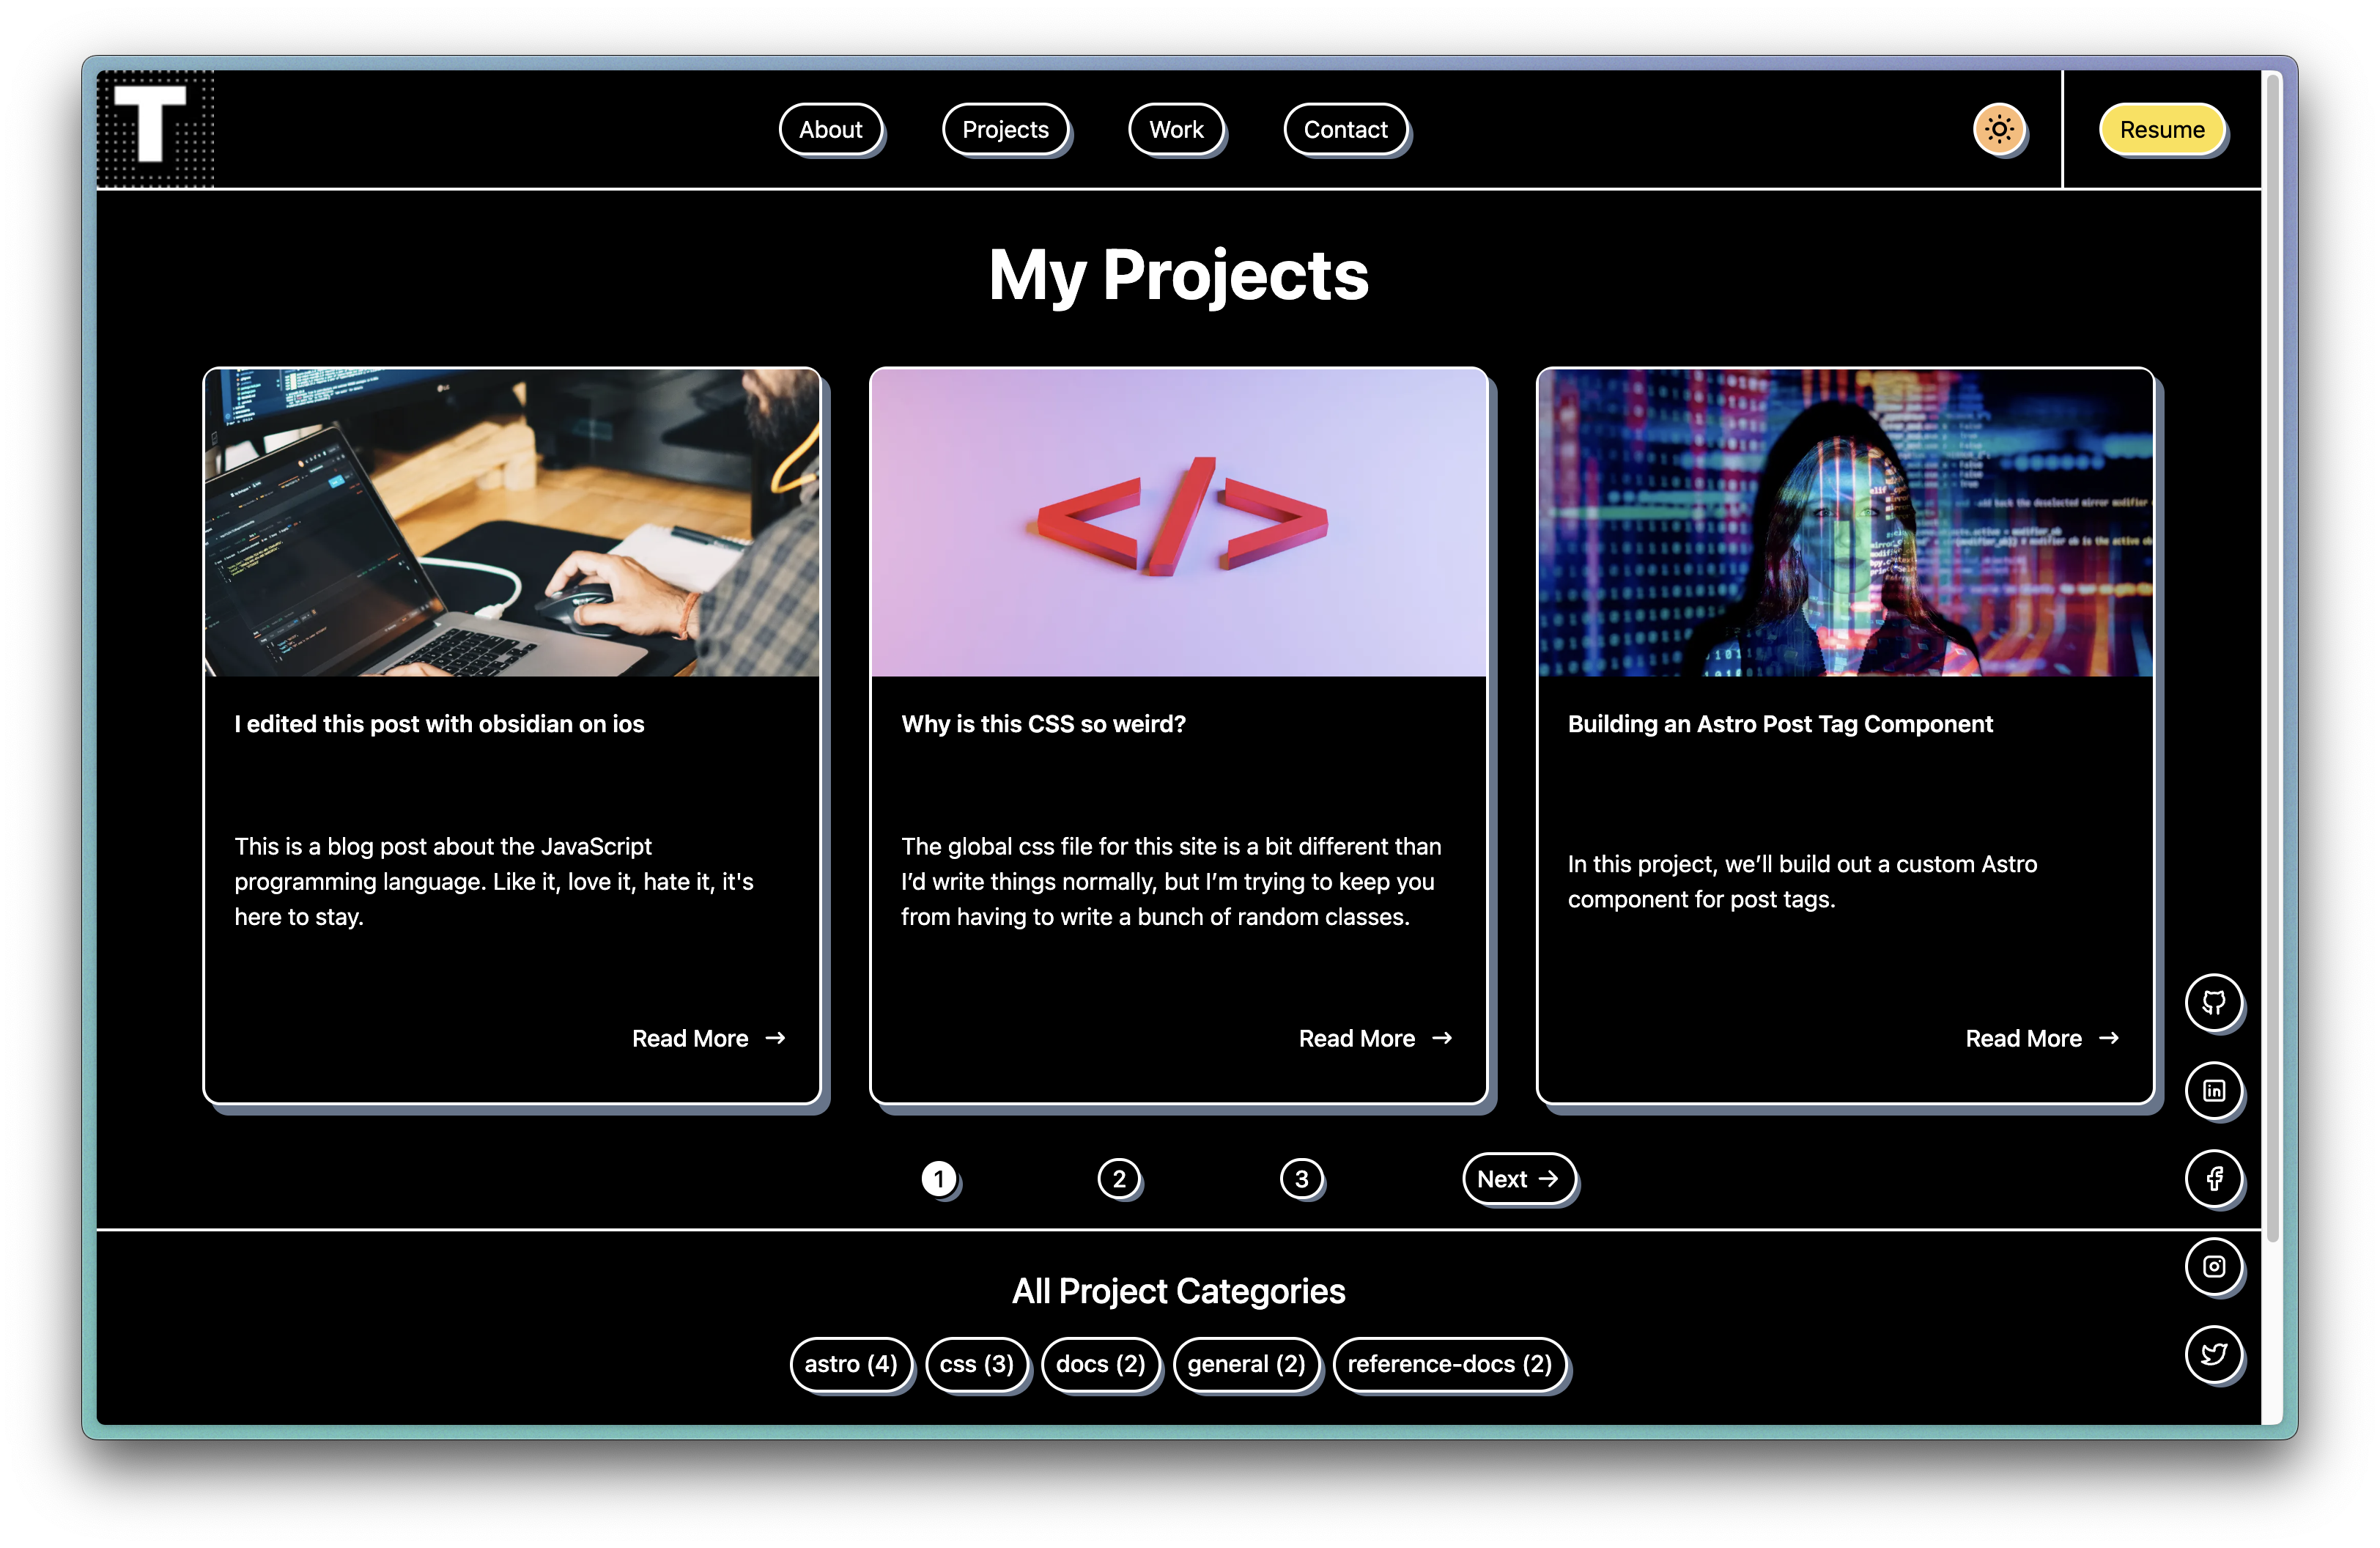 T
About
Projects
Work
Contact
Resume
My Projects
I edited this post with obsidian on ios
This is a blog post about the JavaScript
programming language. Like it, love it, hate it, it's
here to stay.
Read More →
Why is this CSS so weird?
The global css file for this site is a bit different than
I’d write things normally, but I’m trying to keep you
from having to write a bunch of random classes.
Read More →
Building an Astro Post Tag Component
In this project, we’ll build out a custom Astro
component for post tags.
Read More →
1
2
3
Next →
All Project Categories
astro (4)
css (3)
docs (2)
general (2)
reference-docs (2)